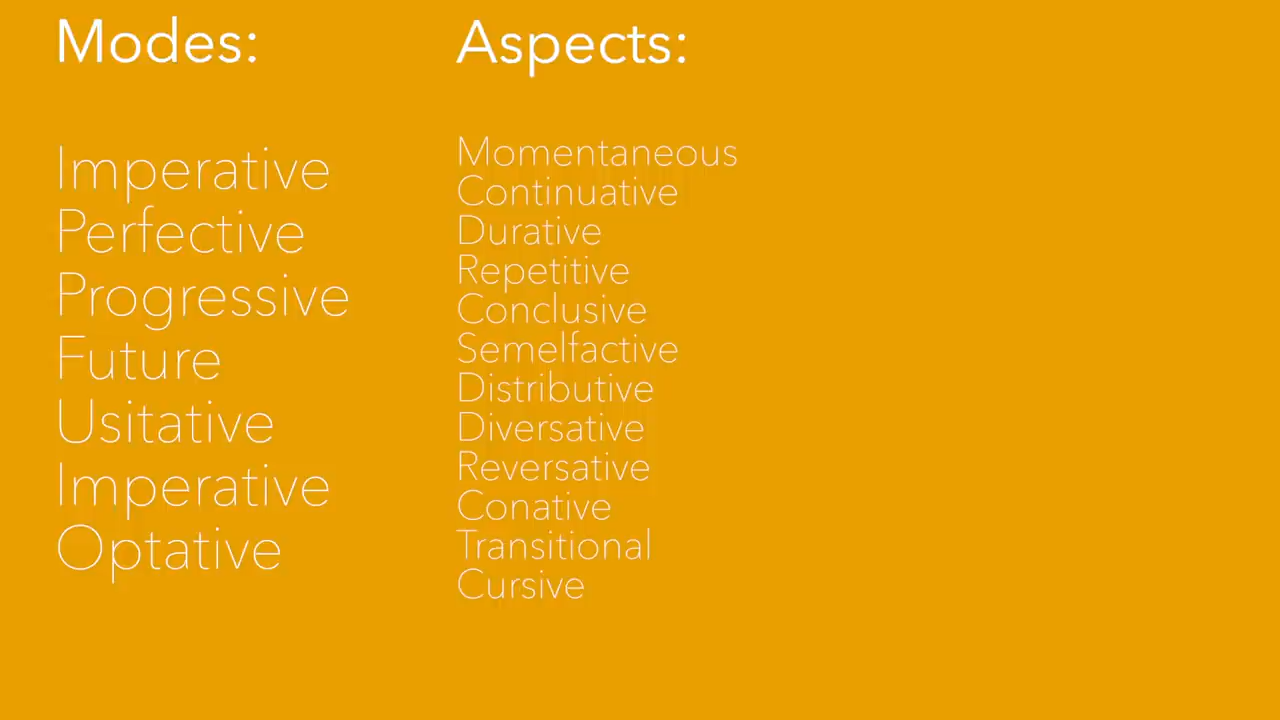 Modes:
Imperative
Perfective
Progressive
Future
Usitative
Imperative
Optative
Aspects:
Momentaneous
Continuative
Durative
Repetitive
Conclusive
Semelfactive
Distributive
Diversative
Reversative
Conative
Transitional
Cursive